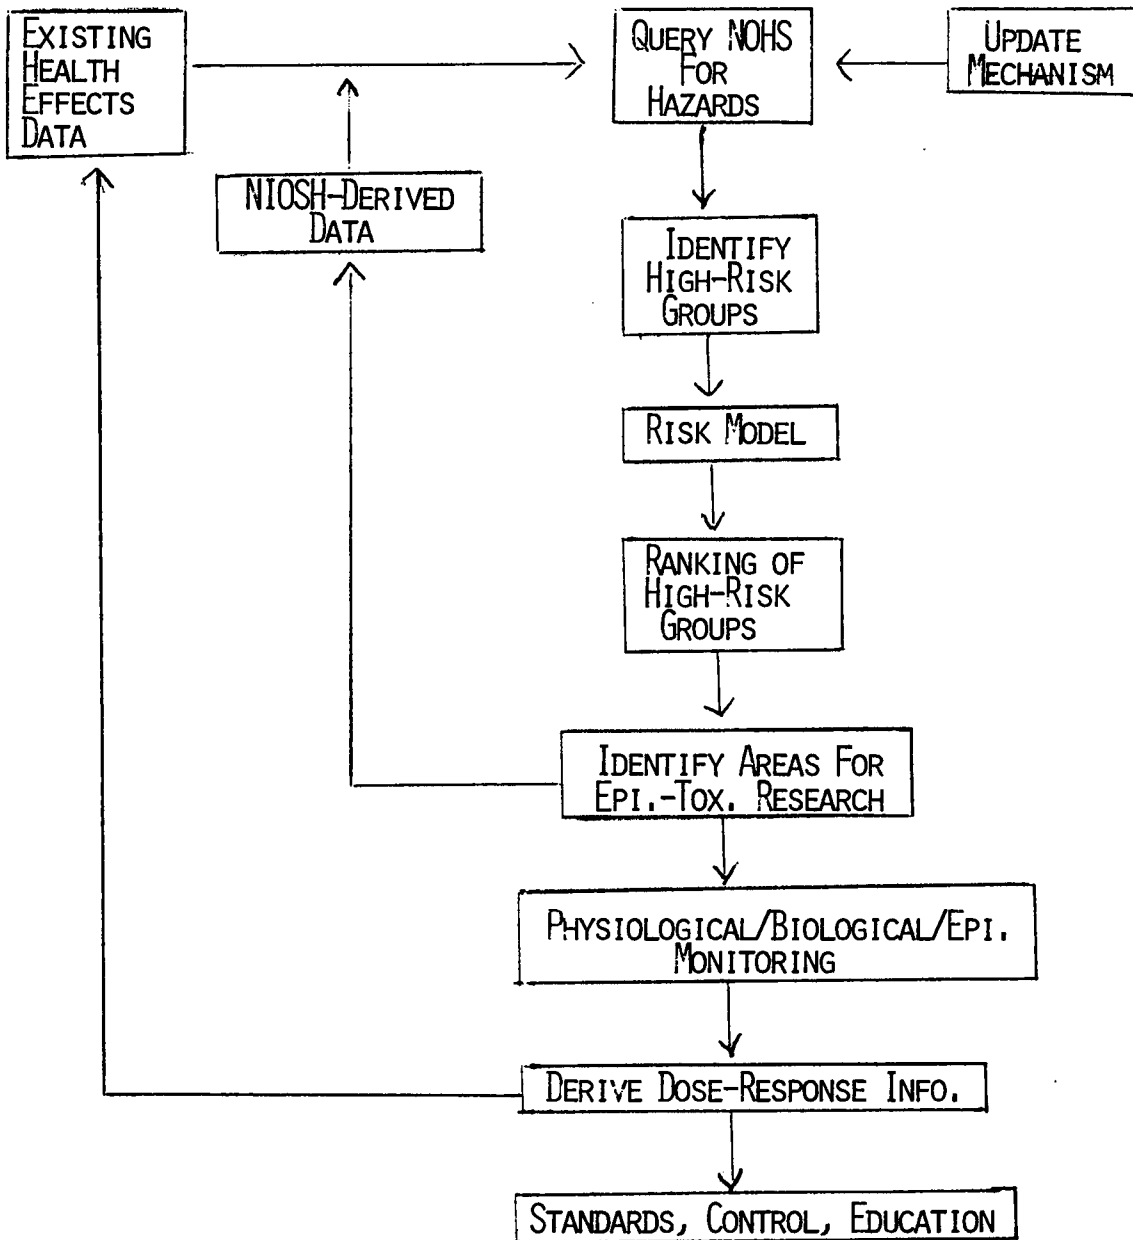 EXISTING
HEALTH
EFFECTS
DATA
QUERY NOHS
FOR
HAZARDS
UPDATE
MECHANISM
NIOSH-DERIVED
DATA
IDENTIFY
HIGH-RISK
GROUPS
RISK MODEL
RANKING OF
HIGH-RISK
GROUPS
IDENTIFY AREAS FOR
EPI.-TOX. RESEARCH
PHYSIOLOGICAL/BIOLOGICAL/EPI.
MONITORING
DERIVE DOSE-RESPONSE INFO.
STANDARDS, CONTROL, EDUCATION